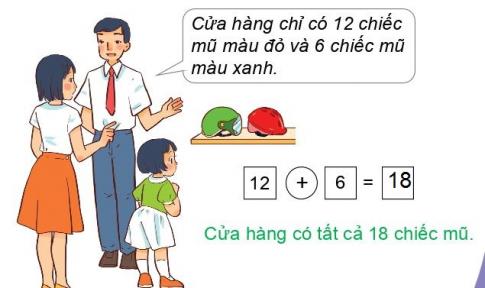 Cửa hàng chỉ có 12 chiếc
mũ màu đỏ và 6 chiếc mũ
màu xanh.
12 + 6 = 18
Cửa hàng có tất cả 18 chiếc mũ.